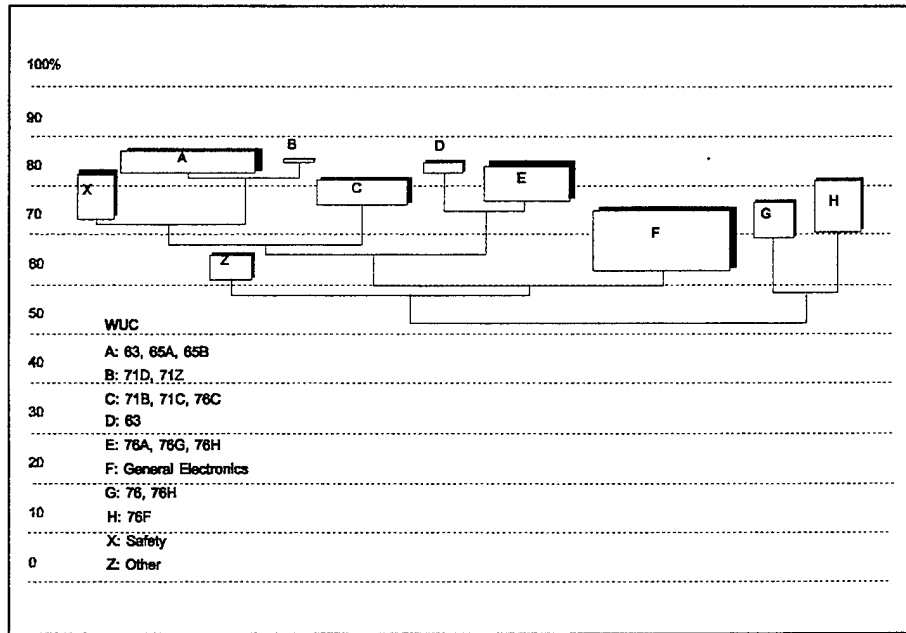 100%
90
B
D
A
80
E
X
C
H
70
G
F
Z
60
50
WUC
A: 63, 65A, 65B
40
B: 71D, 71Z
C: 71B, 71C, 76C
30
D: 63
E: 76A, 76G, 76H
20
F: General Electronics
G: 76, 76H
10
H: 76F
X: Safety
0
Z: Other